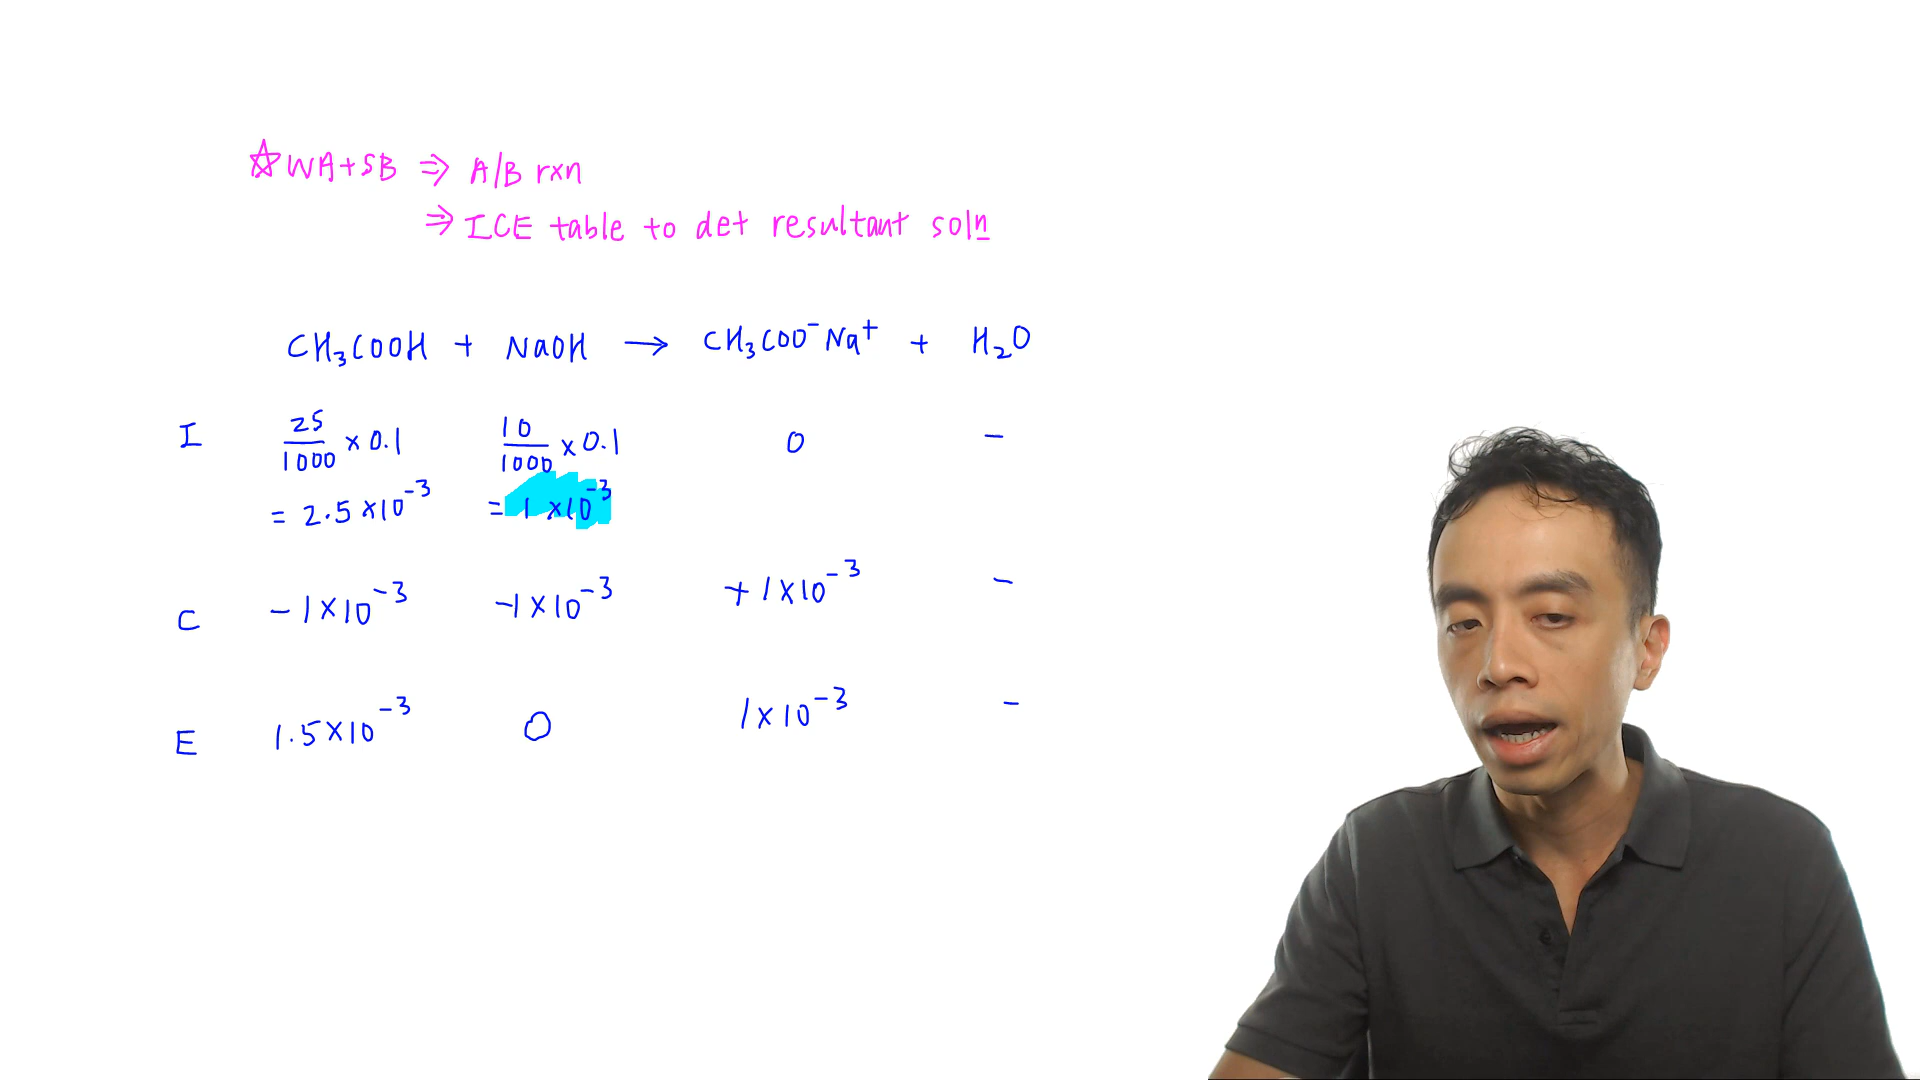 ☆ WA+SB ⇒ A/B rxn
⇒ ICE table to det resultant soln
CH₃COOH + NaOH → CH₃COO⁻Na⁺ + H₂O
I 25/1000 × 0.1 10/1000 × 0.1 0 –
= 2.5 × 10⁻³ = 1 × 10⁻³
C – 1 × 10⁻³ –1 × 10⁻³ + 1 × 10⁻³ –
E 1.5 × 10⁻³ 0 1 × 10⁻³ –